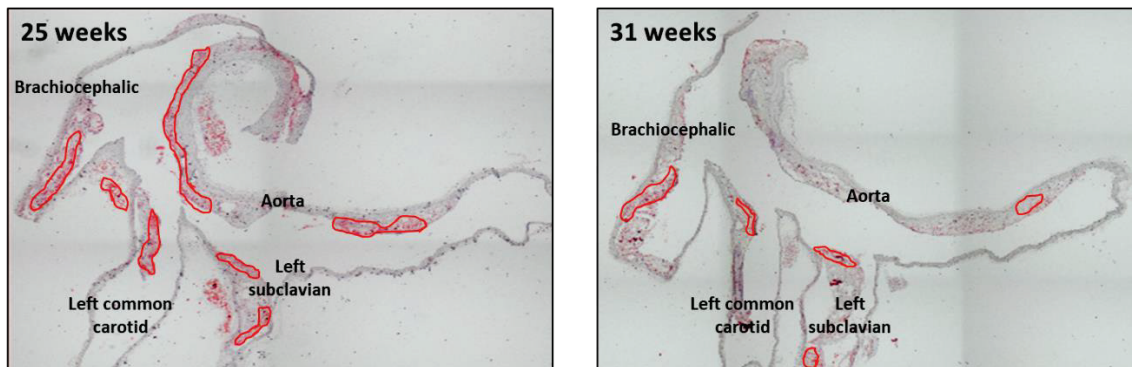 25 weeks
Brachiocephalic
Aorta
Left
subclavian
Left common
carotid
31 weeks
Brachiocephalic
Aorta
Left common
carotid
Left
subclavian